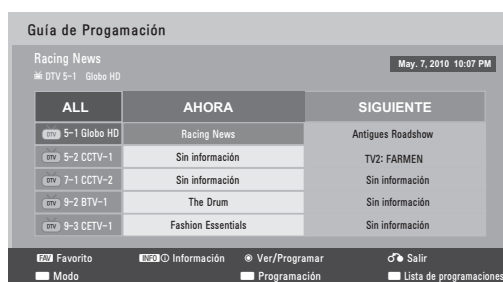 Guía de Progamación
Racing News
DTV 5-1 Globo HD
May. 7, 2010 10:07 PM
ALL AHORA SIGUIENTE
DTV 5-1 Globo HD Racing News Antigues Roadshow
DTV 5-2 CCTV-1 Sin información TV2: FARMEN
DTV 7-1 CCTV-2 Sin información Sin información
DTV 9-2 BTV-1 The Drum Sin información
DTV 9-3 CETV-1 Fashion Essentials Sin información
FAV Favorito INFO i Información Ver/Programar Salir
Modo Programación Lista de programaciones